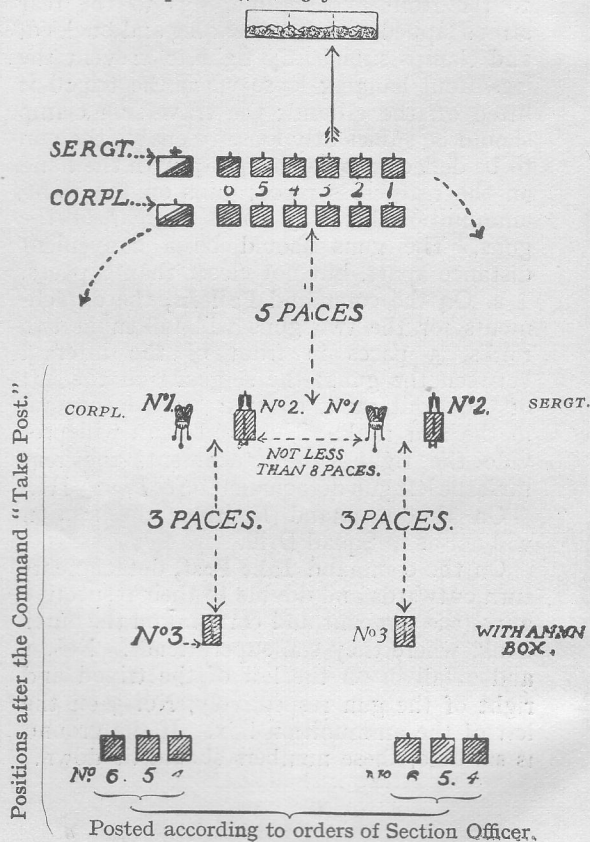 SERGT...
6 5 4 3 2 1
CORPL...
5 PACES
CORPL. Nº1. Nº2. Nº1 Nº2. SERGT.
NOT LESS
THAN 8 PACES.
3 PACES. 3 PACES.
Nº3... Nº3 WITH AMMN
BOX.
Nº 6. 5 4 Nº 6 5. 4
Posted according to orders of Section Officer.
Positions after the Command "Take Post."